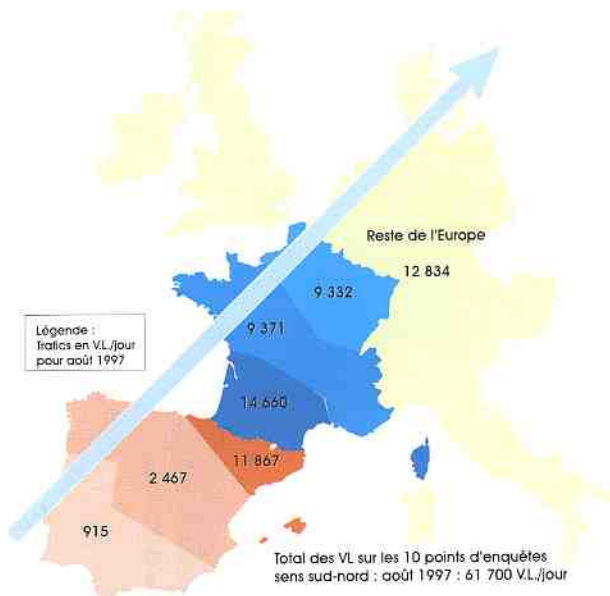 Reste de l'Europe
12 834
9 332
9 371
Légende :
Trafics en V.L./jour
pour août 1997
14 660
11 867
2 467
915
Total des VL sur les 10 points d'enquêtes
sens sud-nord : août 1997 : 61 700 V.L./jour